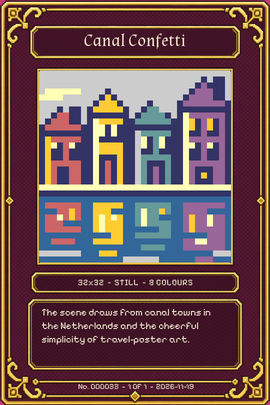 Canal Confetti
32x32 - STILL - 8 COLOURS
The scene draws from canal towns in
the Netherlands and the cheerful
simplicity of travel-poster art.
No. 000033 - 1 OF 1 - 2026-11-19